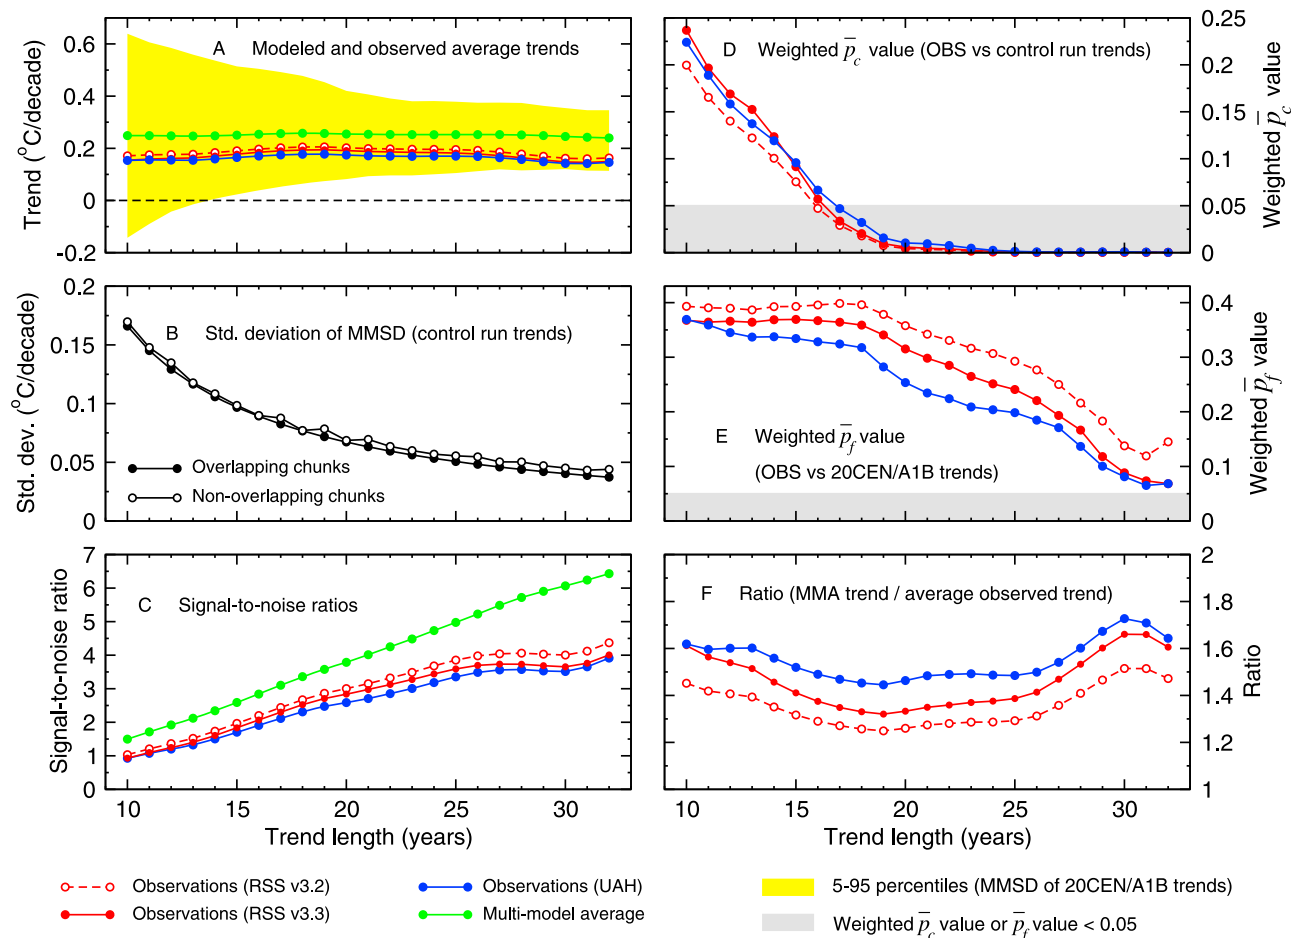 A Modeled and observed average trends
Trend (°C/decade)
0.6
0.4
0.2
0
-0.2
D Weighted p̅c value (OBS vs control run trends)
0.25
0.2
0.15
0.1
0.05
0
Weighted p̅c value
B Std. deviation of MMSD (control run trends)
Std. dev. (°C/decade)
0.2
0.15
0.1
0.05
0
Overlapping chunks
Non-overlapping chunks
0.4
0.3
0.2
0.1
0
Weighted p̅f value
E Weighted p̅f value
(OBS vs 20CEN/A1B trends)
C Signal-to-noise ratios
Signal-to-noise ratio
7
6
5
4
3
2
1
0
10 15 20 25 30
Trend length (years)
F Ratio (MMA trend / average observed trend)
2
1.8
1.6
1.4
1.2
1
Ratio
10 15 20 25 30
Trend length (years)
Observations (RSS v3.2)
Observations (RSS v3.3)
Observations (UAH)
Multi-model average
5-95 percentiles (MMSD of 20CEN/A1B trends)
Weighted p̅c value or p̅f value < 0.05